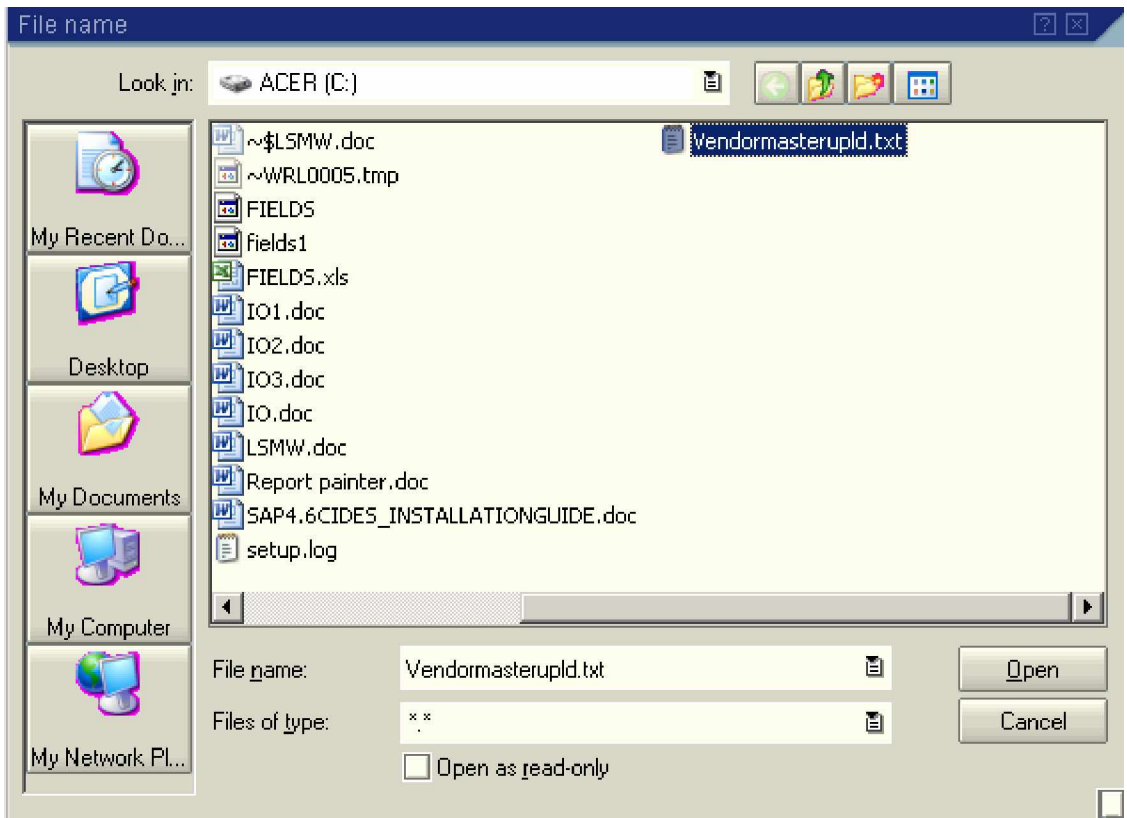 File name
Look in: ACER (C:)
My Recent Do...
Desktop
My Documents
My Computer
My Network Pl...
~$LSMW.doc
~WRL0005.tmp
FIELDS
fields1
FIELDS.xls
IO1.doc
IO2.doc
IO3.doc
IO.doc
LSMW.doc
Report painter.doc
SAP4.6CIDES_INSTALLATIONGUIDE.doc
setup.log
Vendormasterupld.txt
File name: Vendormasterupld.txt Open
Files of type: *.* Cancel
Open as read-only